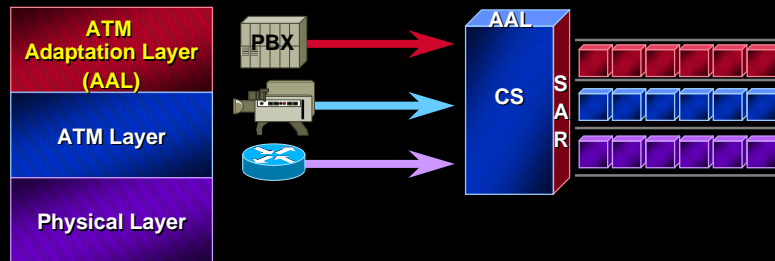 ATM
Adaptation Layer
(AAL)
ATM Layer
Physical Layer
PBX
AAL
CS
S
A
R